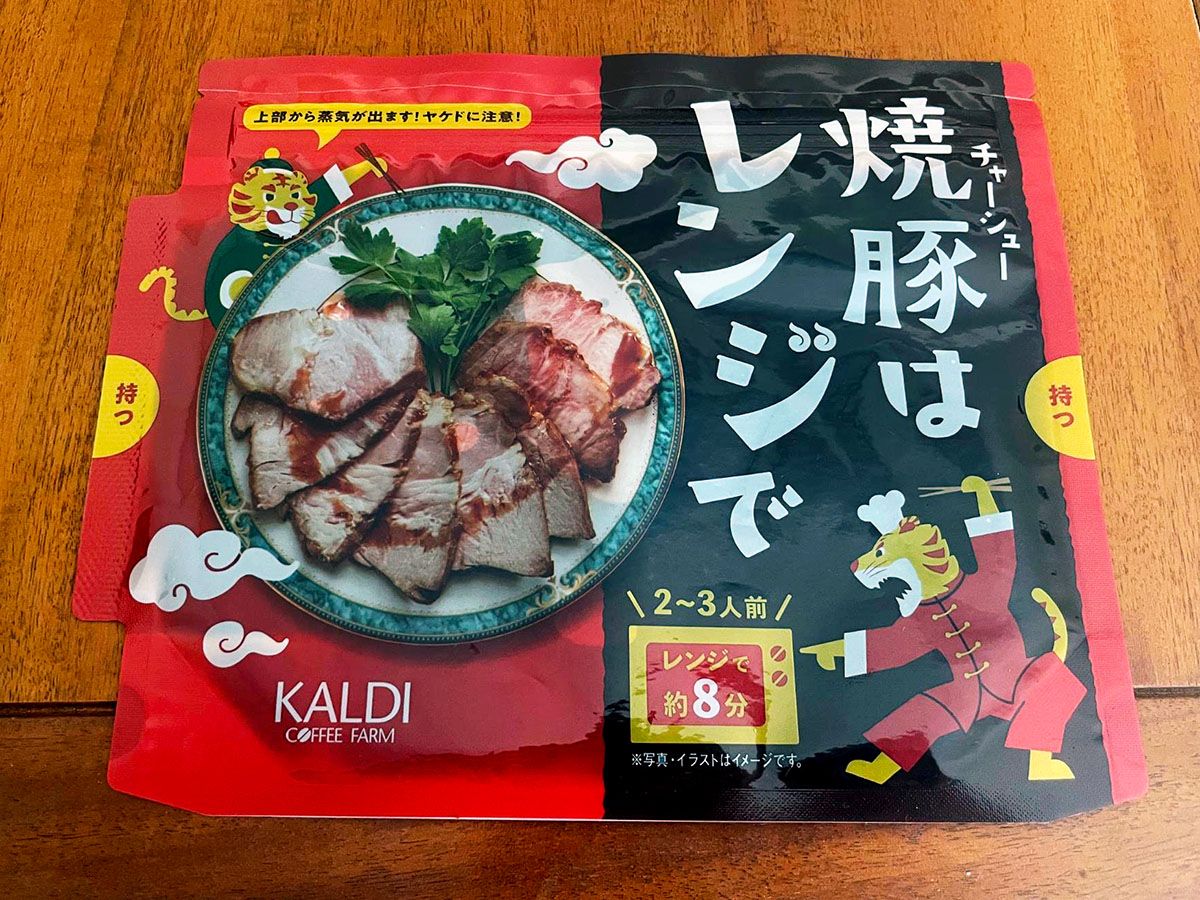 上部から蒸気が出ます!ヤケドに注意!
焼豚は
チャーシュー
レンジで
持つ
持つ
2~3人前
レンジで
約8分
※写真・イラストはイメージです。
KALDI
COFFEE FARM